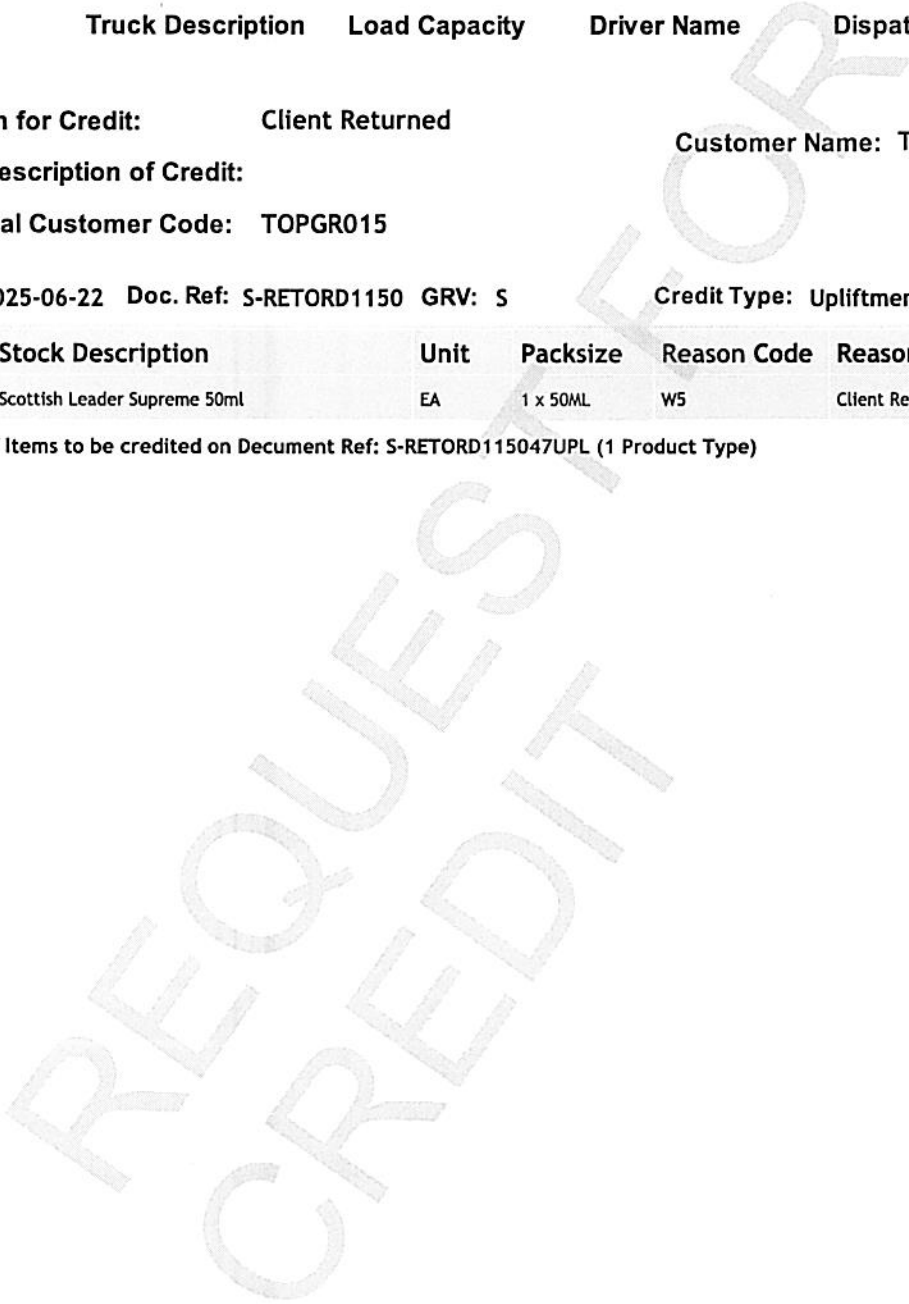 Truck Description Load Capacity Driver Name Dispat
n for Credit: Client Returned
Customer Name: T
escription of Credit:
al Customer Code: TOPGR015
025-06-22 Doc. Ref: S-RETORD1150 GRV: S Credit Type: Upliftmen
Stock Description Unit Packsize Reason Code Reason
Scottish Leader Supreme 50ml EA 1 x 50ML W5 Client Re
Items to be credited on Document Ref: S-RETORD115047UPL (1 Product Type)
REQUEST FOR
CREDIT